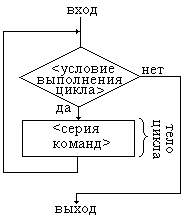 вход
<условие
выполнения
цикла>
нет
да
<серия
команд>
тело
цикла
выход